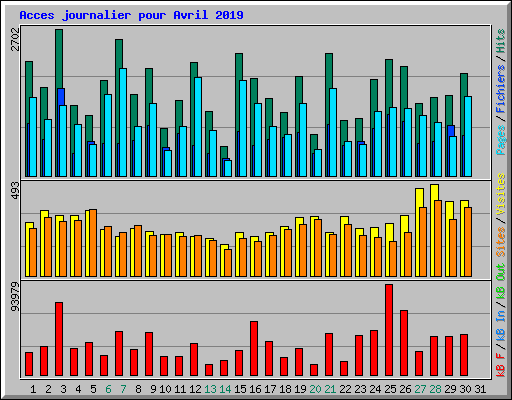 Acces journalier pour Avril 2019
2702
Pages / Fichiers / Hits
493
Sites / Visites
93979
kB F / kB In / kB Out
1 2 3 4 5 6 7 8 9 10 11 12 13 14 15 16 17 18 19 20 21 22 23 24 25 26 27 28 29 30 31